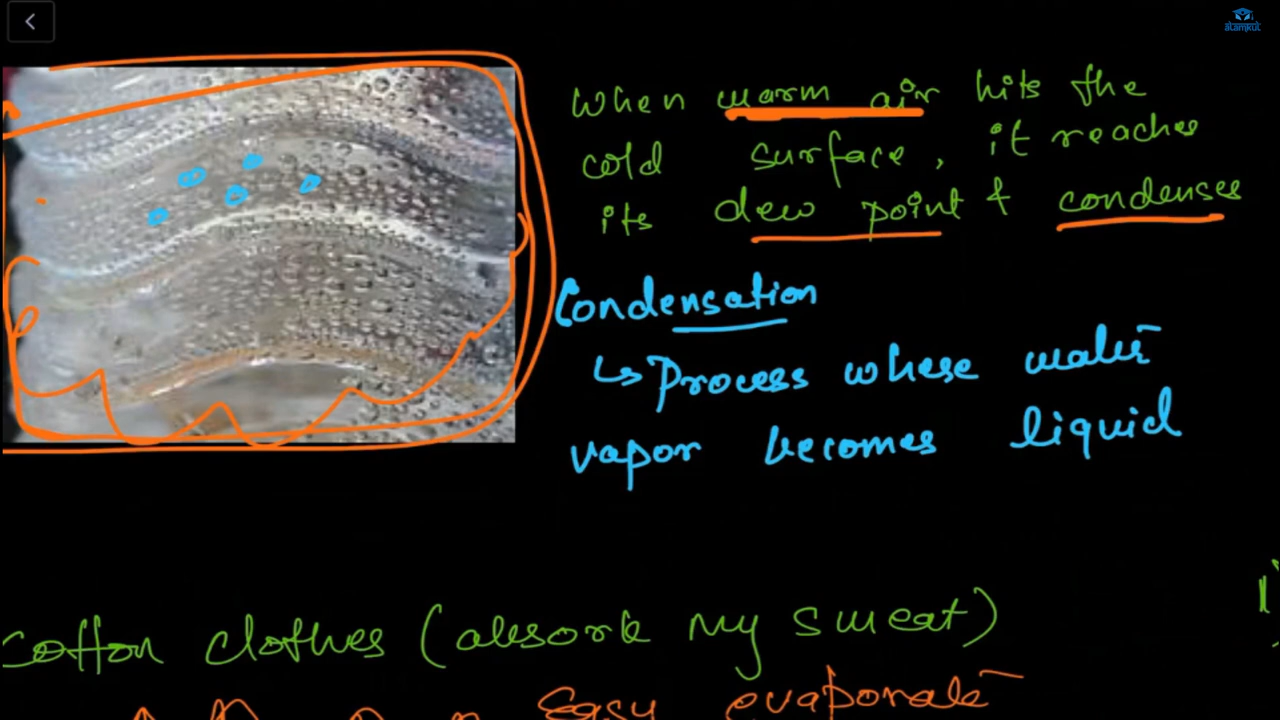 alamkul
When warm air hits the
cold surface, it reaches
its dew point & condenses
Condensation
↳ Process where water
vapor becomes liquid
Cotton clothes (absorb my sweat)
Easy evaporate